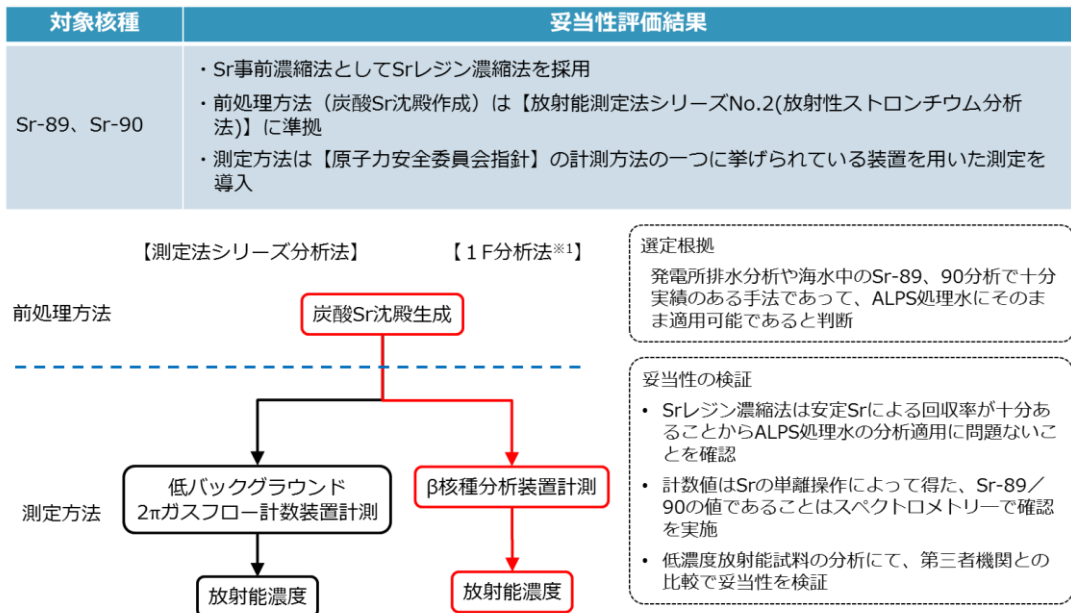 対象核種
妥当性評価結果
Sr-89、Sr-90
・Sr事前濃縮法としてSrレジン濃縮法を採用
・前処理方法（炭酸Sr沈殿作成）は【放射能測定法シリーズNo.2(放射性ストロンチウム分析
法)】に準拠
・測定方法は【原子力安全委員会指針】の計測方法の一つに挙げられている装置を用いた測定を
導入
【測定法シリーズ分析法】
【１F分析法※1】
前処理方法
炭酸Sr沈殿生成
測定方法
低バックグラウンド
2πガスフロー計数装置計測
β核種分析装置計測
放射能濃度
放射能濃度
選定根拠
発電所排水分析や海水中のSr-89、90分析で十分
実績のある手法であって、ALPS処理水にそのま
ま適用可能であると判断
妥当性の検証
• Srレジン濃縮法は安定Srによる回収率が十分あ
ることからALPS処理水の分析適用に問題ないこ
とを確認
• 計数値はSrの単離操作によって得た、Sr-89／
90の値であることはスペクトロメトリーで確認
を実施
• 低濃度放射能試料の分析にて、第三者機関との
比較で妥当性を検証